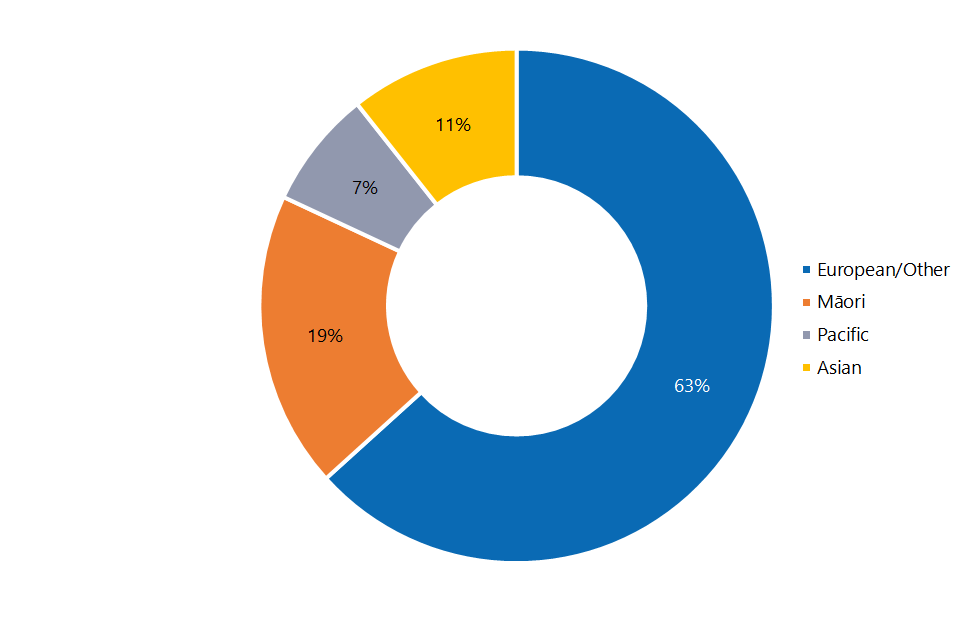 11%
7%
19%
63%
European/Other
Māori
Pacific
Asian